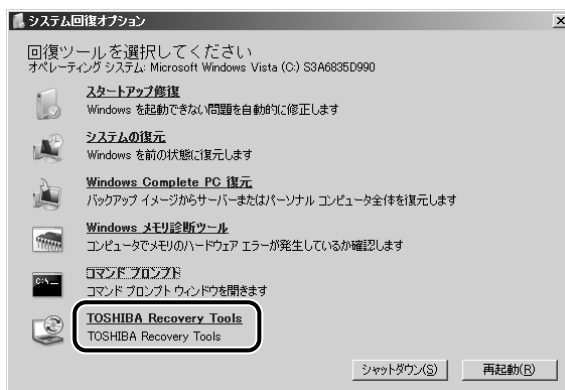 システム回復オプション
回復ツールを選択してください
オペレーティング システム: Microsoft Windows Vista (C:) S3A6835D990
スタートアップ修復
Windows を起動できない問題を自動的に修正します
システムの復元
Windows を前の状態に復元します
Windows Complete PC 復元
バックアップ イメージからサーバーまたはパーソナル コンピュータ全体を復元します
Windows メモリ診断ツール
コンピュータでメモリのハードウェア エラーが発生しているか確認します
C:\_
コマンド プロンプト
コマンド プロンプト ウィンドウを開きます
TOSHIBA Recovery Tools
TOSHIBA Recovery Tools
シャットダウン(S)
再起動(R)